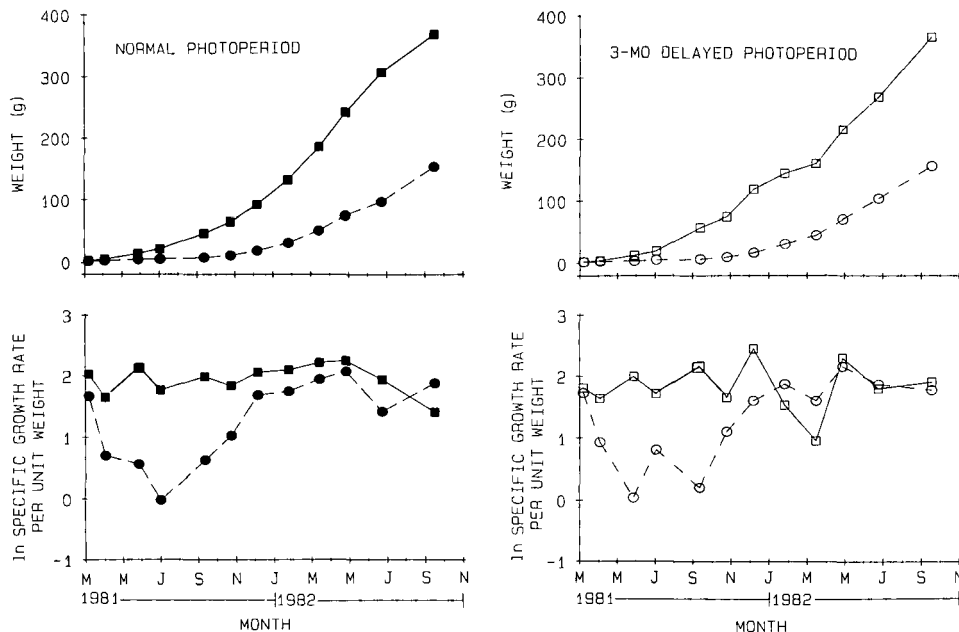 NORMAL PHOTOPERIOD
WEIGHT (g)
400
300
200
100
0
3-MO DELAYED PHOTOPERIOD
WEIGHT (g)
400
300
200
100
0
ln SPECIFIC GROWTH RATE
PER UNIT WEIGHT
3
2
1
0
-1
M M J S N J M M J S N
1981 1982
MONTH
ln SPECIFIC GROWTH RATE
PER UNIT WEIGHT
3
2
1
0
-1
M M J S N J M M J S N
1981 1982
MONTH